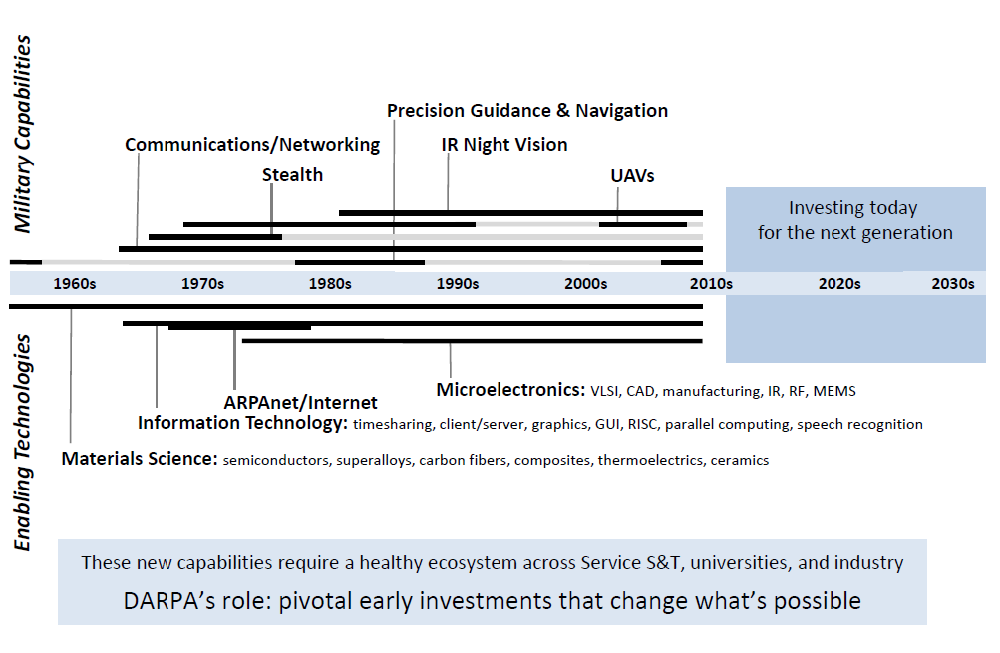 Military Capabilities
Precision Guidance & Navigation
Communications/Networking
IR Night Vision
Stealth
UAVs
Investing today
for the next generation
1960s 1970s 1980s 1990s 2000s 2010s 2020s 2030s
Enabling Technologies
Microelectronics: VLSI, CAD, manufacturing, IR, RF, MEMS
ARPAnet/Internet
Information Technology: timesharing, client/server, graphics, GUI, RISC, parallel computing, speech recognition
Materials Science: semiconductors, superalloys, carbon fibers, composites, thermoelectrics, ceramics
These new capabilities require a healthy ecosystem across Service S&T, universities, and industry
DARPA’s role: pivotal early investments that change what’s possible